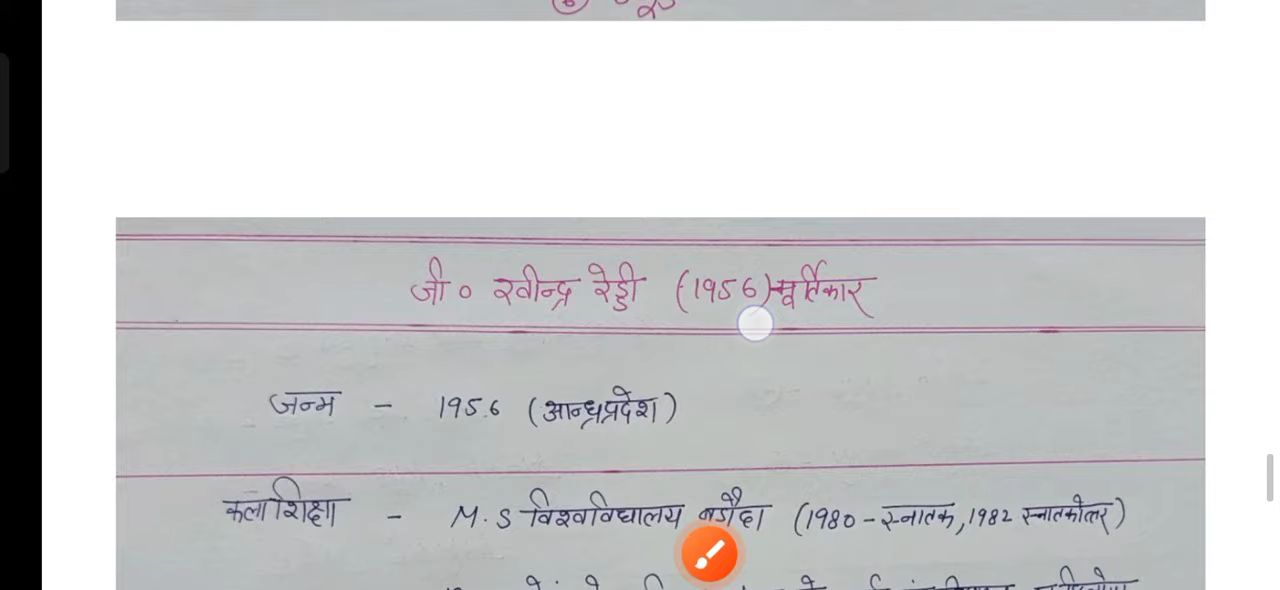 जी० रवीन्द्र रेड्डी (1956) मूर्तिकार
जन्म - 1956 (आन्ध्रप्रदेश)
कला शिक्षा - M.S विश्वविद्यालय बड़ौदा (1980 - स्नातक, 1982 स्नातकोत्तर)